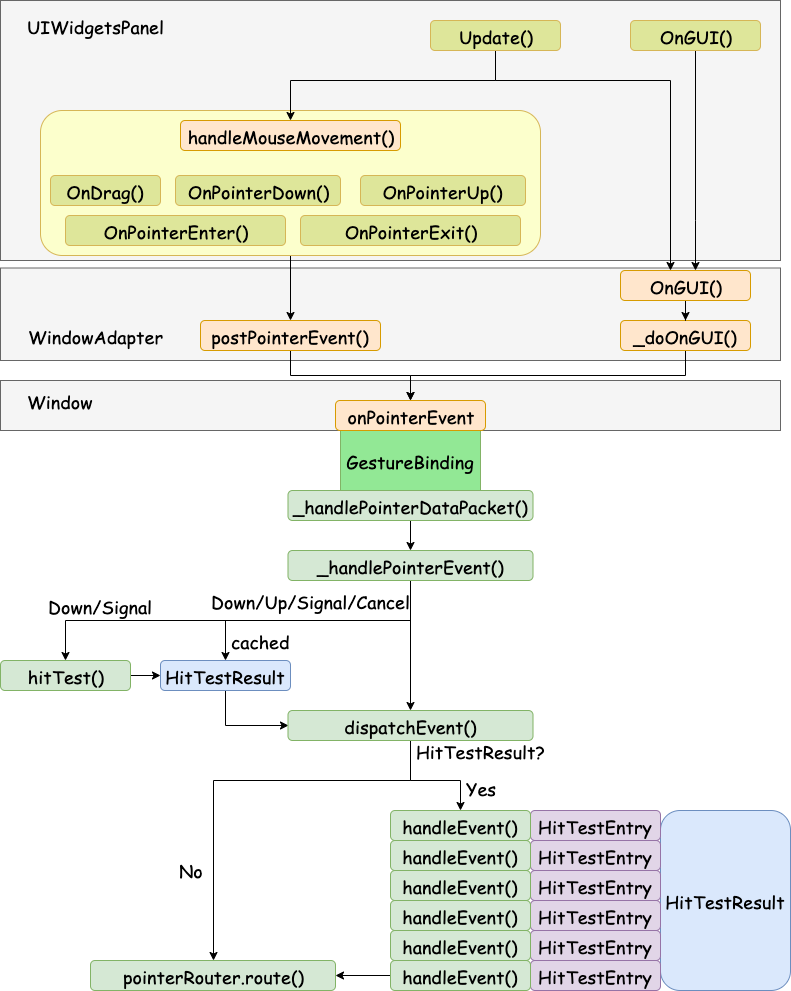 UIWidgetsPanel
Update()
OnGUI()
handleMouseMovement()
OnDrag()
OnPointerDown()
OnPointerUp()
OnPointerEnter()
OnPointerExit()
OnGUI()
WindowAdapter
postPointerEvent()
_doOnGUI()
Window
onPointerEvent
GestureBinding
_handlePointerDataPacket()
_handlePointerEvent()
Down/Signal
Down/Up/Signal/Cancel
cached
hitTest()
HitTestResult
dispatchEvent()
HitTestResult?
Yes
handleEvent() HitTestEntry
handleEvent() HitTestEntry
No
handleEvent() HitTestEntry
HitTestResult
handleEvent() HitTestEntry
handleEvent() HitTestEntry
pointerRouter.route()
handleEvent() HitTestEntry